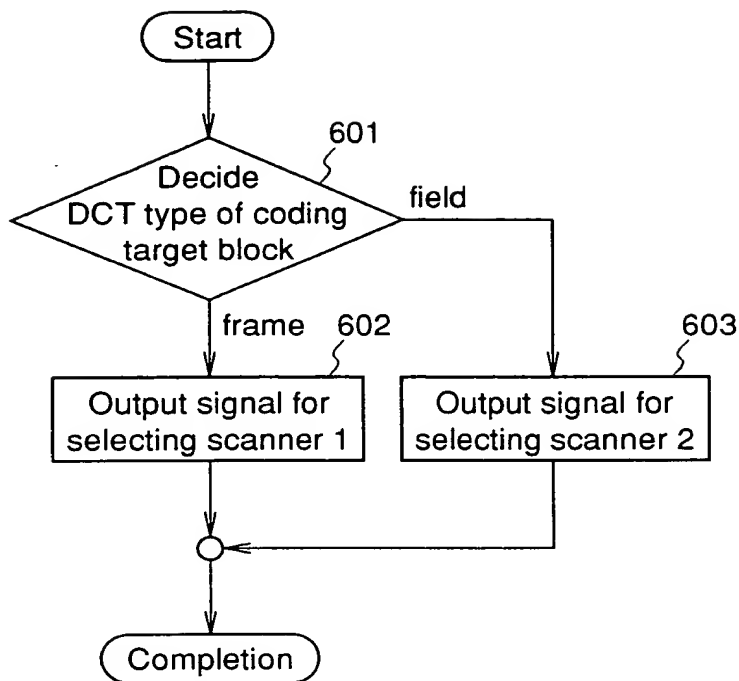 Start
601
Decide
DCT type of coding
target block
field
frame
602
603
Output signal for
selecting scanner 1
Output signal for
selecting scanner 2
Completion